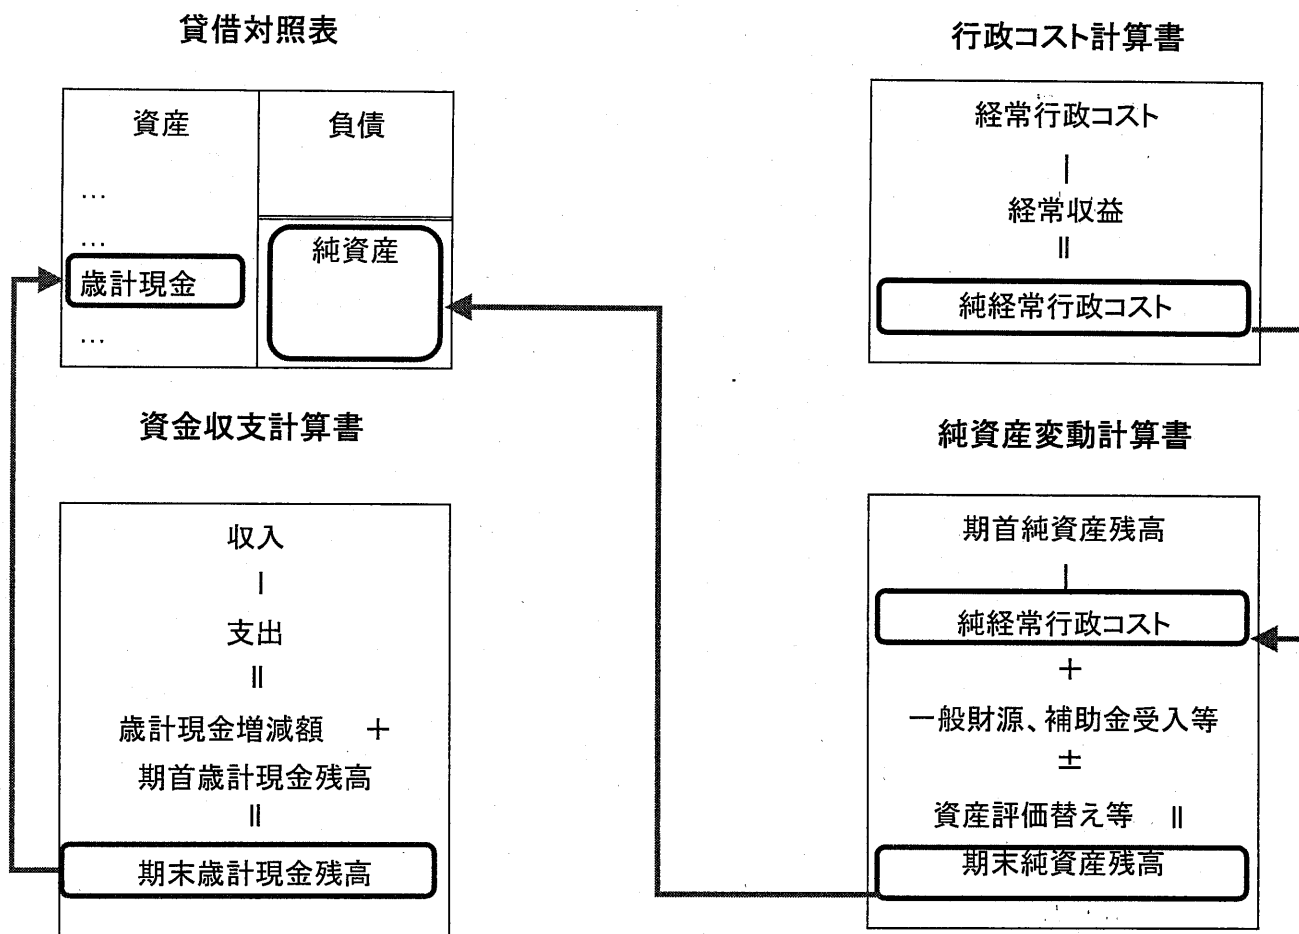 貸借対照表
資産
負債
…
…
歳計現金
…
純資産
行政コスト計算書
経常行政コスト
｜
経常収益
||
純経常行政コスト
資金収支計算書
収入
｜
支出
||
歳計現金増減額 ＋
期首歳計現金残高
||
期末歳計現金残高
純資産変動計算書
期首純資産残高
｜
純経常行政コスト
＋
一般財源、補助金受入等
±
資産評価替え等 ||
期末純資産残高